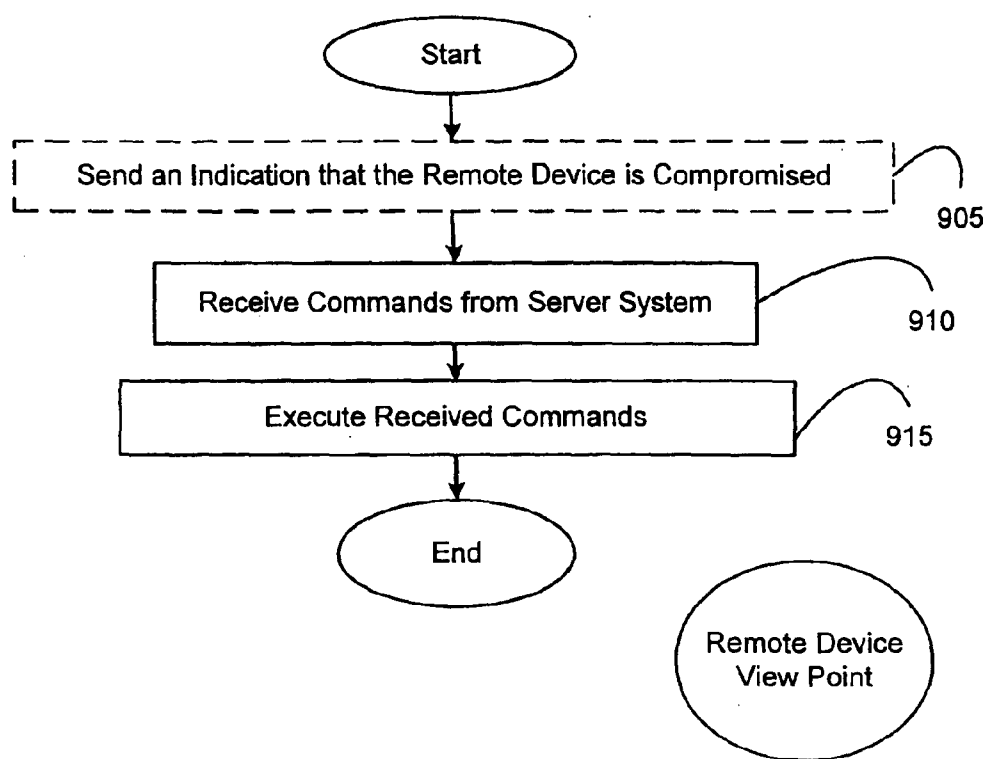 Start
Send an Indication that the Remote Device is Compromised
905
Receive Commands from Server System
910
Execute Received Commands
915
End
Remote Device
View Point